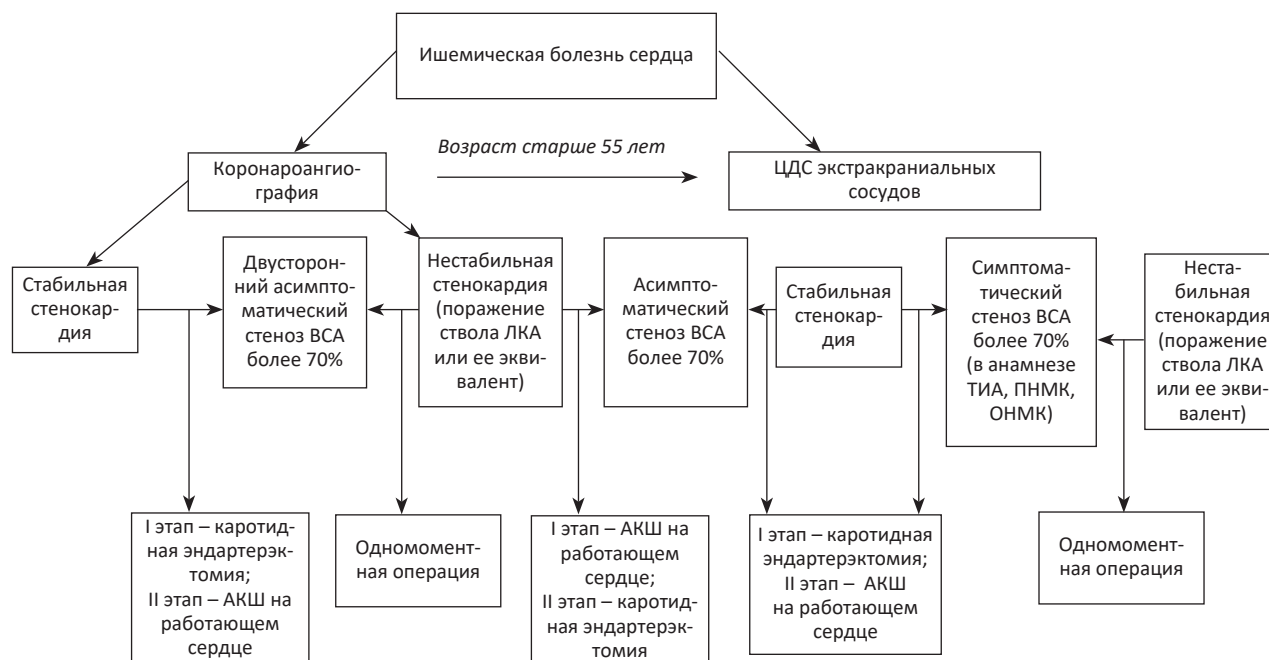 Ишемическая болезнь сердца
Возраст старше 55 лет
Коронароангио-
графия
ЦДС экстракраниальных
сосудов
Стабильная
стенокар-
дия
Двусторон-
ний асимпто-
матический
стеноз ВСА
более 70%
Нестабильная
стенокардия
(поражение
ствола ЛКА
или ее экви-
валент)
Асимпто-
матический
стеноз ВСА
более 70%
Стабильная
стенокар-
дия
Симптома-
тический
стеноз ВСА
более 70%
(в анамнезе
ТИА, ПНМК,
ОНМК)
Неста-
бильная
стенокардия
(поражение
ствола ЛКА
или ее экви-
валент)
I этап – каротид-
ная эндартерэк-
томия;
II этап – АКШ на
работающем
сердце
Одномомент-
ная операция
I этап – АКШ на
работающем
сердце;
II этап – каротид-
ная эндартерэк-
томия
I этап – каротидная
эндартерэктомия;
II этап – АКШ
на работающем
сердце
Одномомент-
ная операция